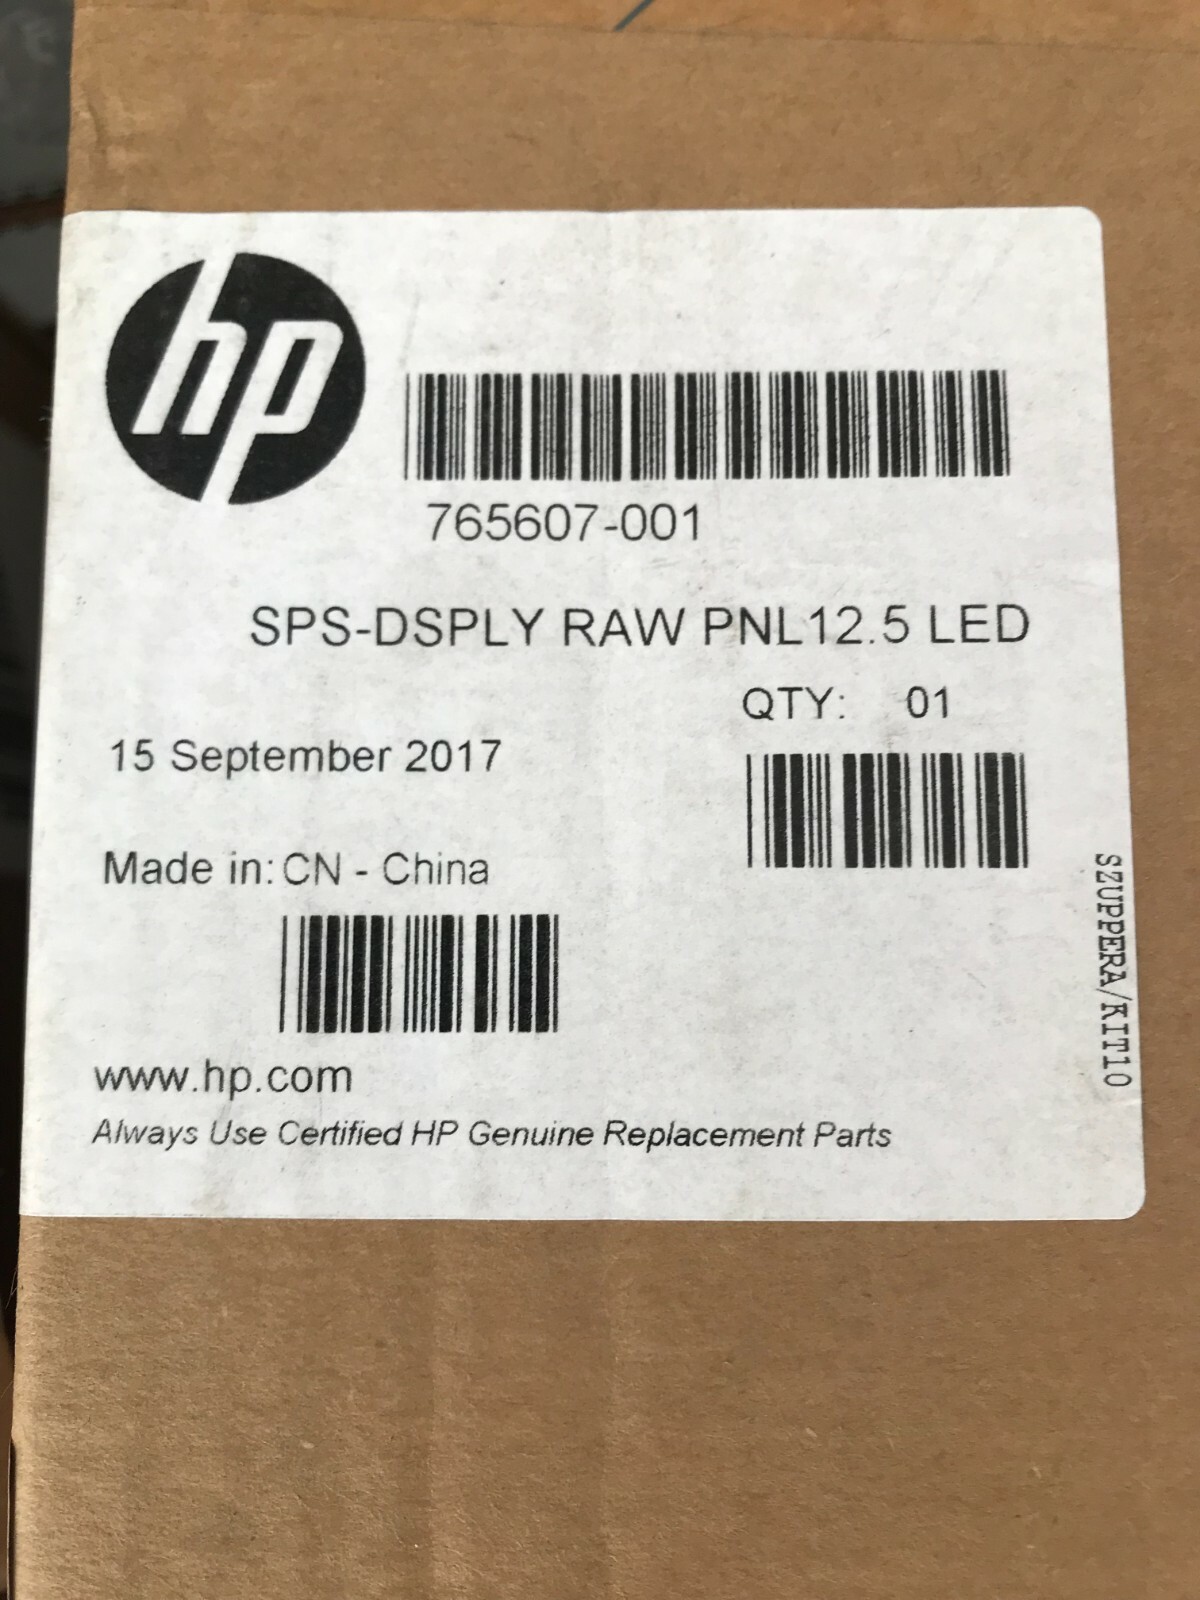 hp
765607-001
SPS-DSPLY RAW PNL12.5 LED
QTY: 01
15 September 2017
Made in: CN - China
www.hp.com
Always Use Certified HP Genuine Replacement Parts
SZUPPERA/KIT10